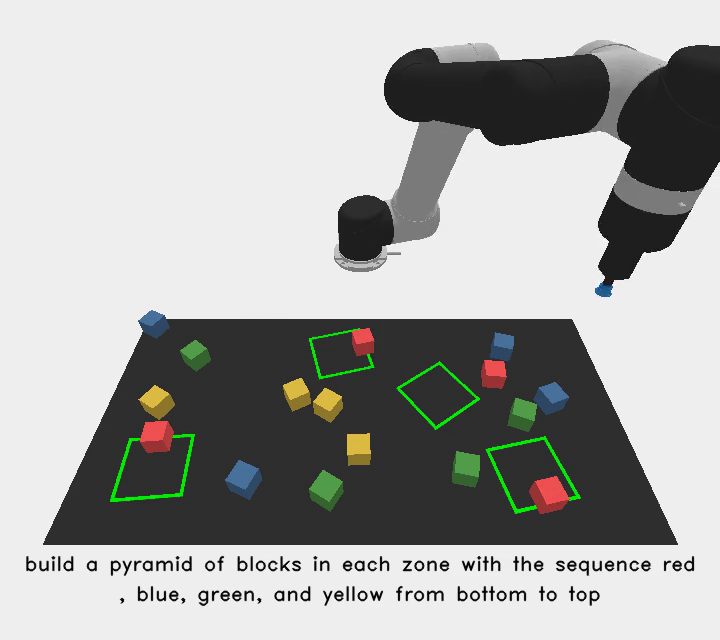 build a pyramid of blocks in each zone with the sequence red
, blue, green, and yellow from bottom to top